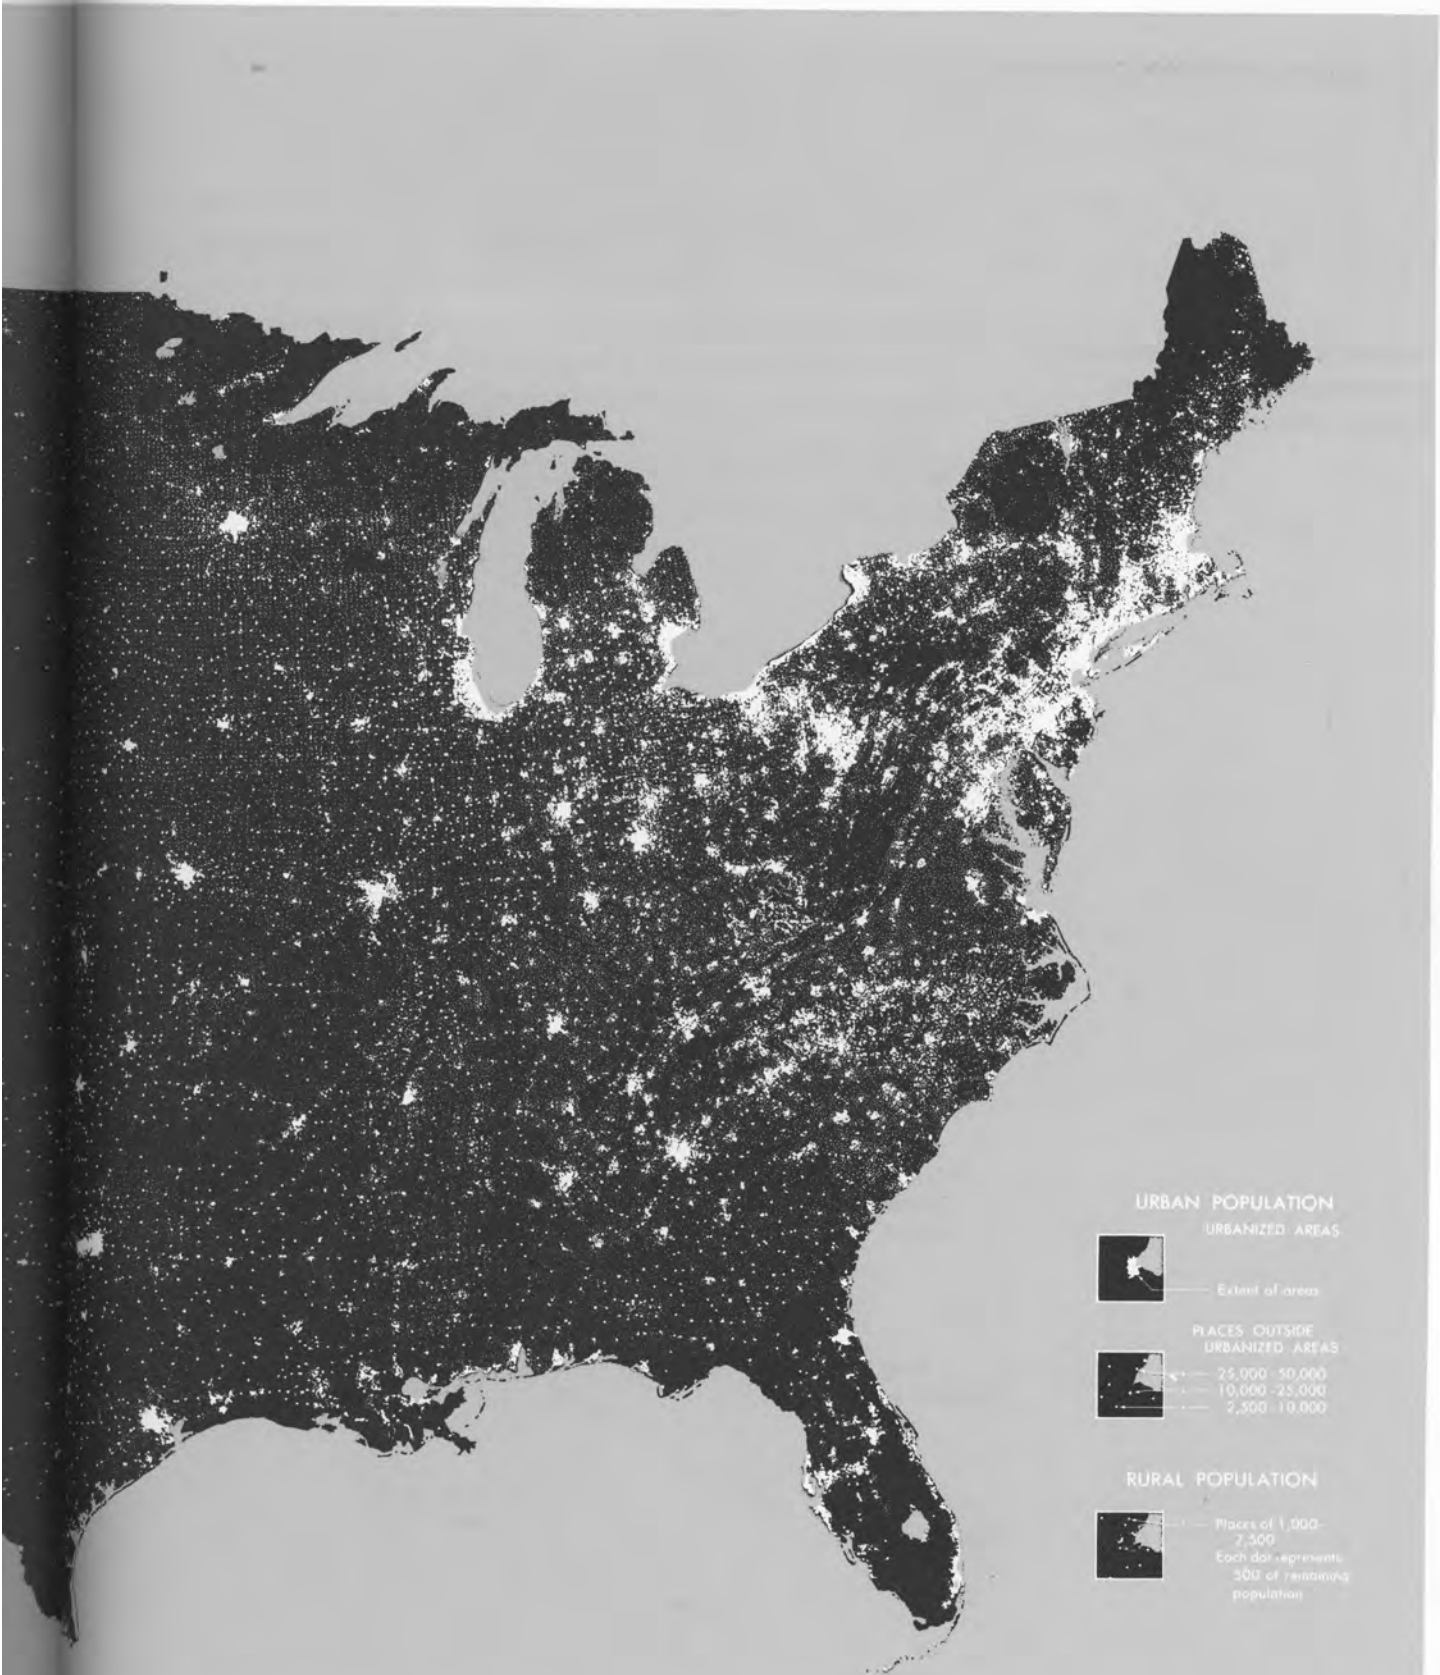 URBAN POPULATION
URBANIZED AREAS
Extent of areas
PLACES OUTSIDE
URBANIZED AREAS
25,000-50,000
10,000-25,000
2,500-10,000
RURAL POPULATION
Places of 1,000-
2,500
Each dot represents
500 of remaining
population